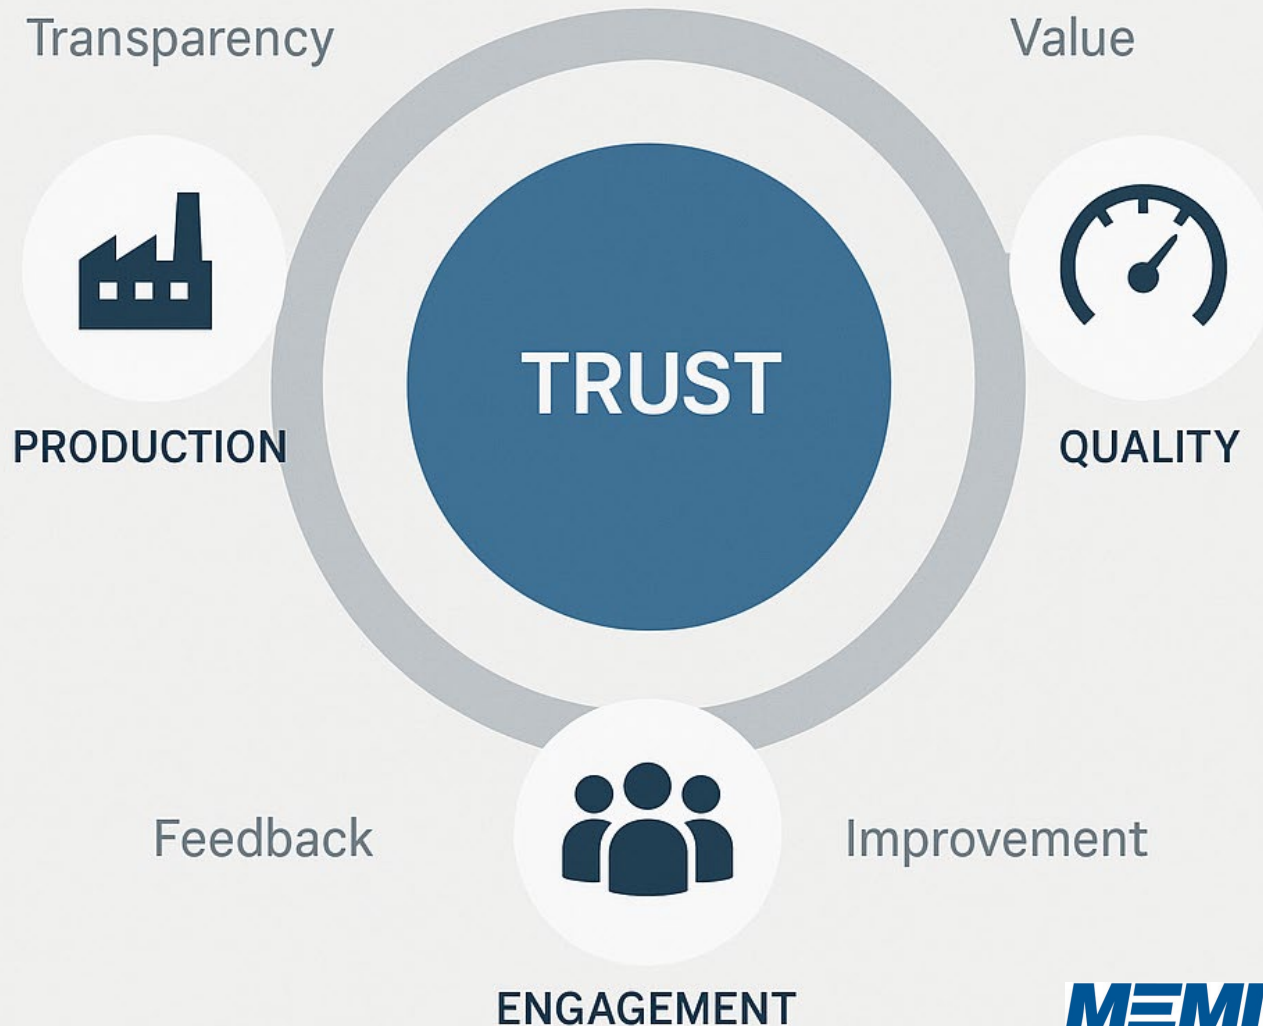 Transparency
Value
TRUST
PRODUCTION
QUALITY
Feedback
Improvement
ENGAGEMENT
MEMI